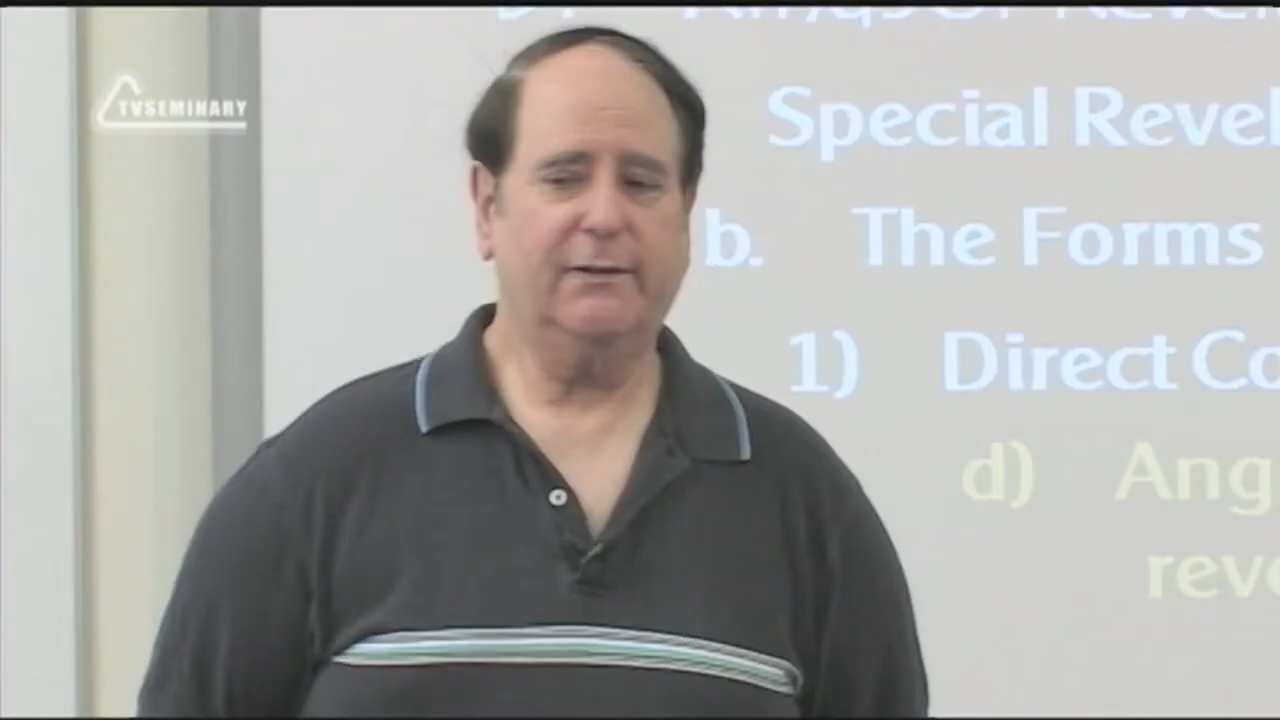 TVSEMINARY
Special Revel
b. The Forms
1) Direct Co
d) Ang
reve